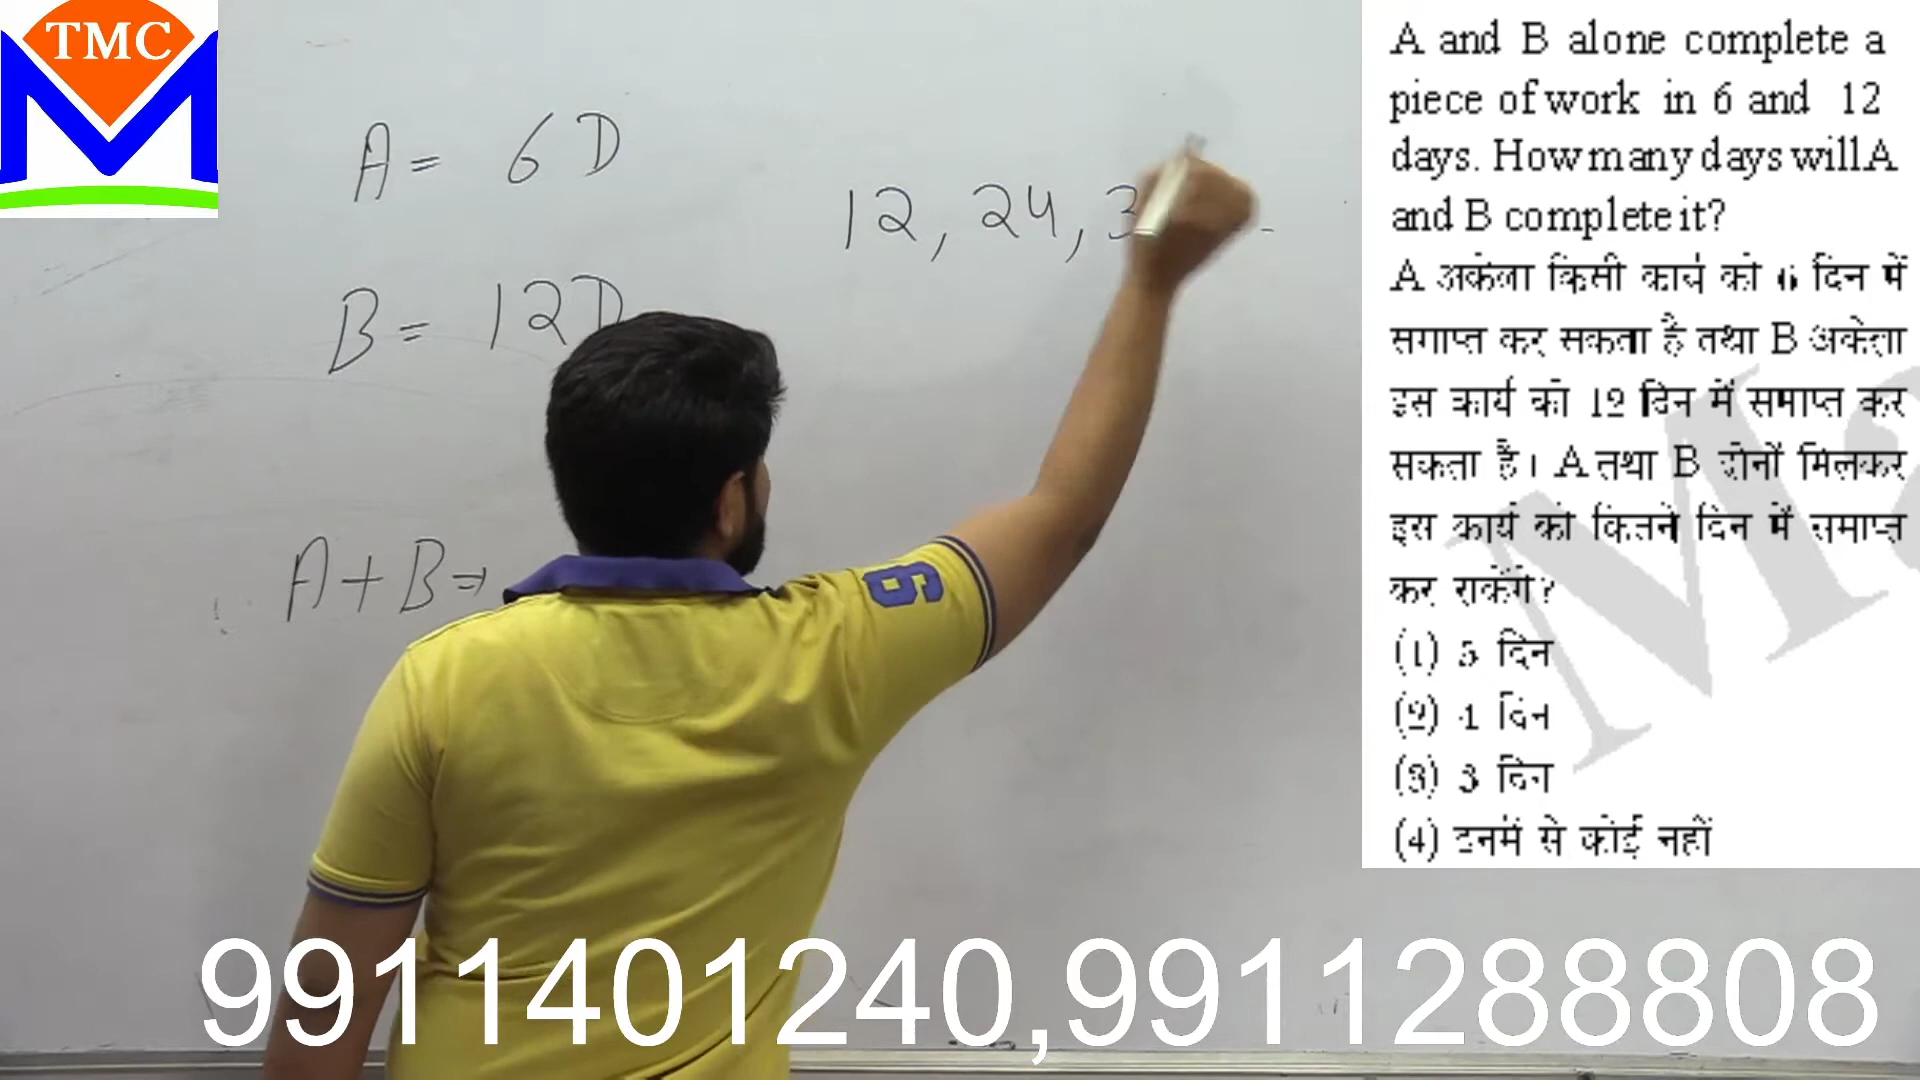 TMC
A = 6 D
B = 12D
A+B =
12, 24, 3
A and B alone complete a
piece of work in 6 and 12
days. How many days will A
and B complete it?
A अकेला किसी कार्य को 6 दिन में
समाप्त कर सकता है तथा B अकेला
इस कार्य को 12 दिन में समाप्त कर
सकता है। A तथा B दोनों मिलकर
इस कार्य को कितने दिन में समाप्त
कर सकेंगे?
(1) 5 दिन
(2) 4 दिन
(3) 3 दिन
(4) इनमें से कोई नहीं
9911401240,9911288808